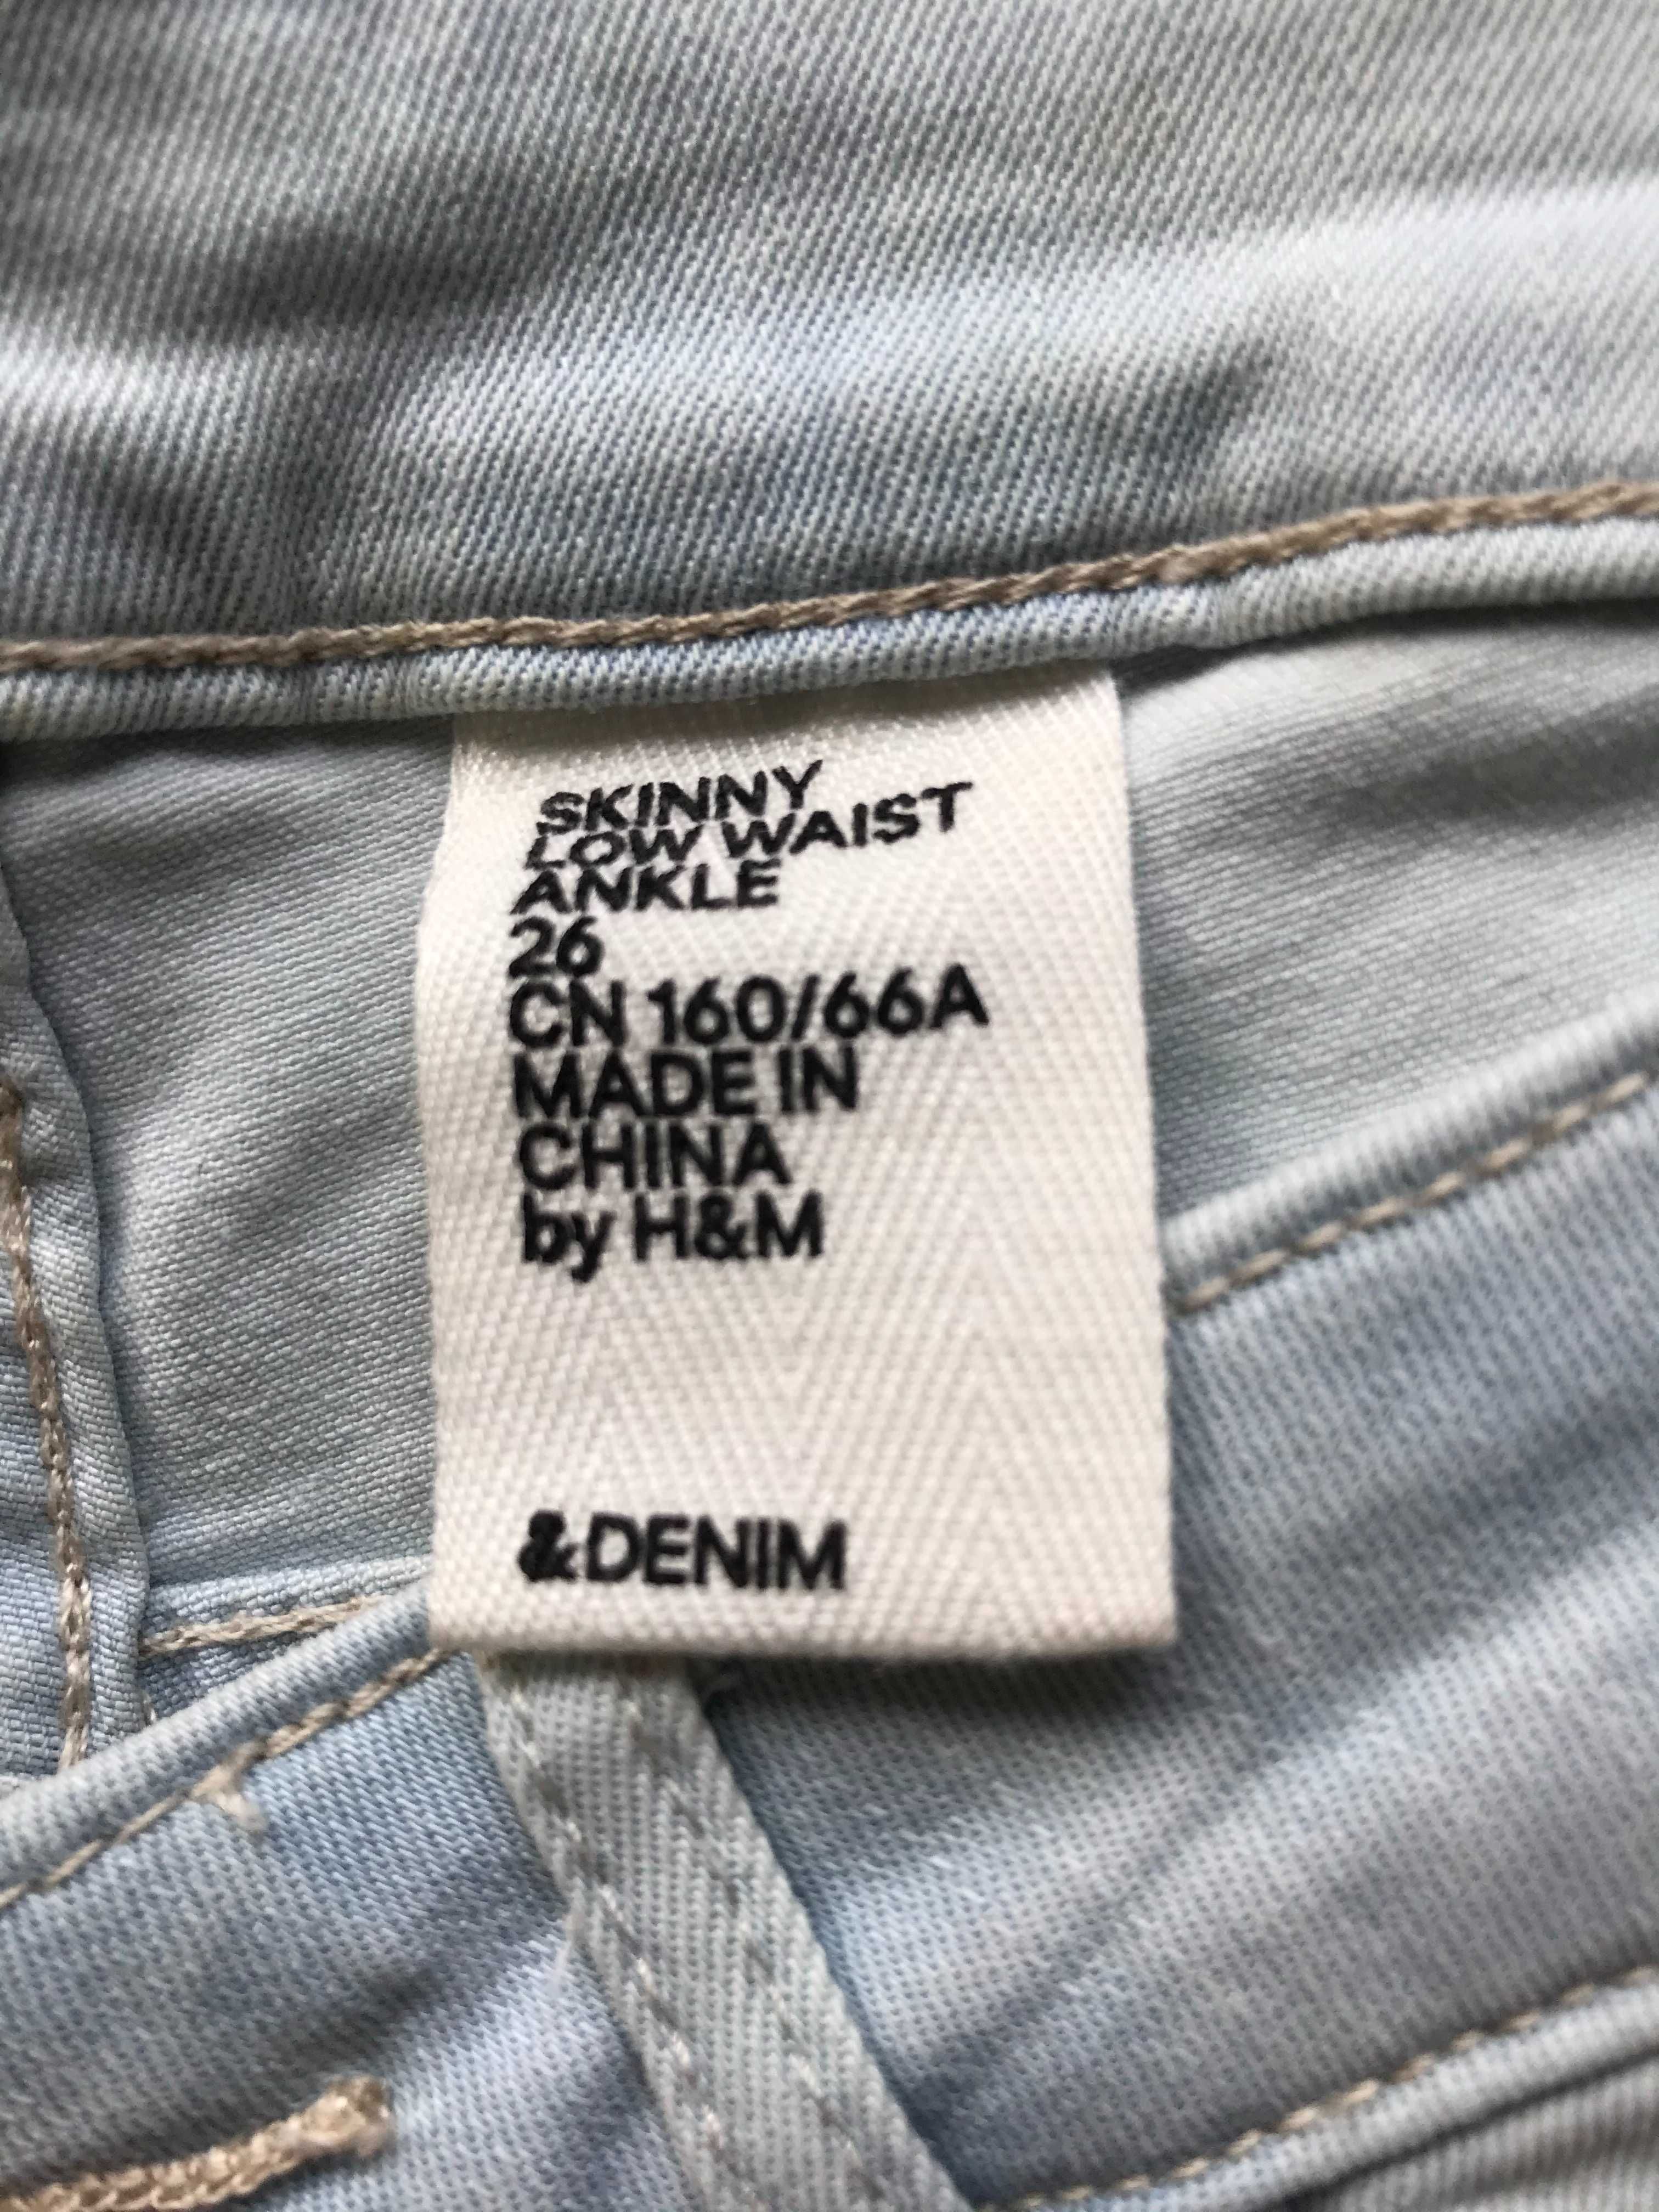 SKINNY
LOW WAIST
ANKLE
26
CN 160/66A
MADE IN
CHINA
by H&M
&DENIM